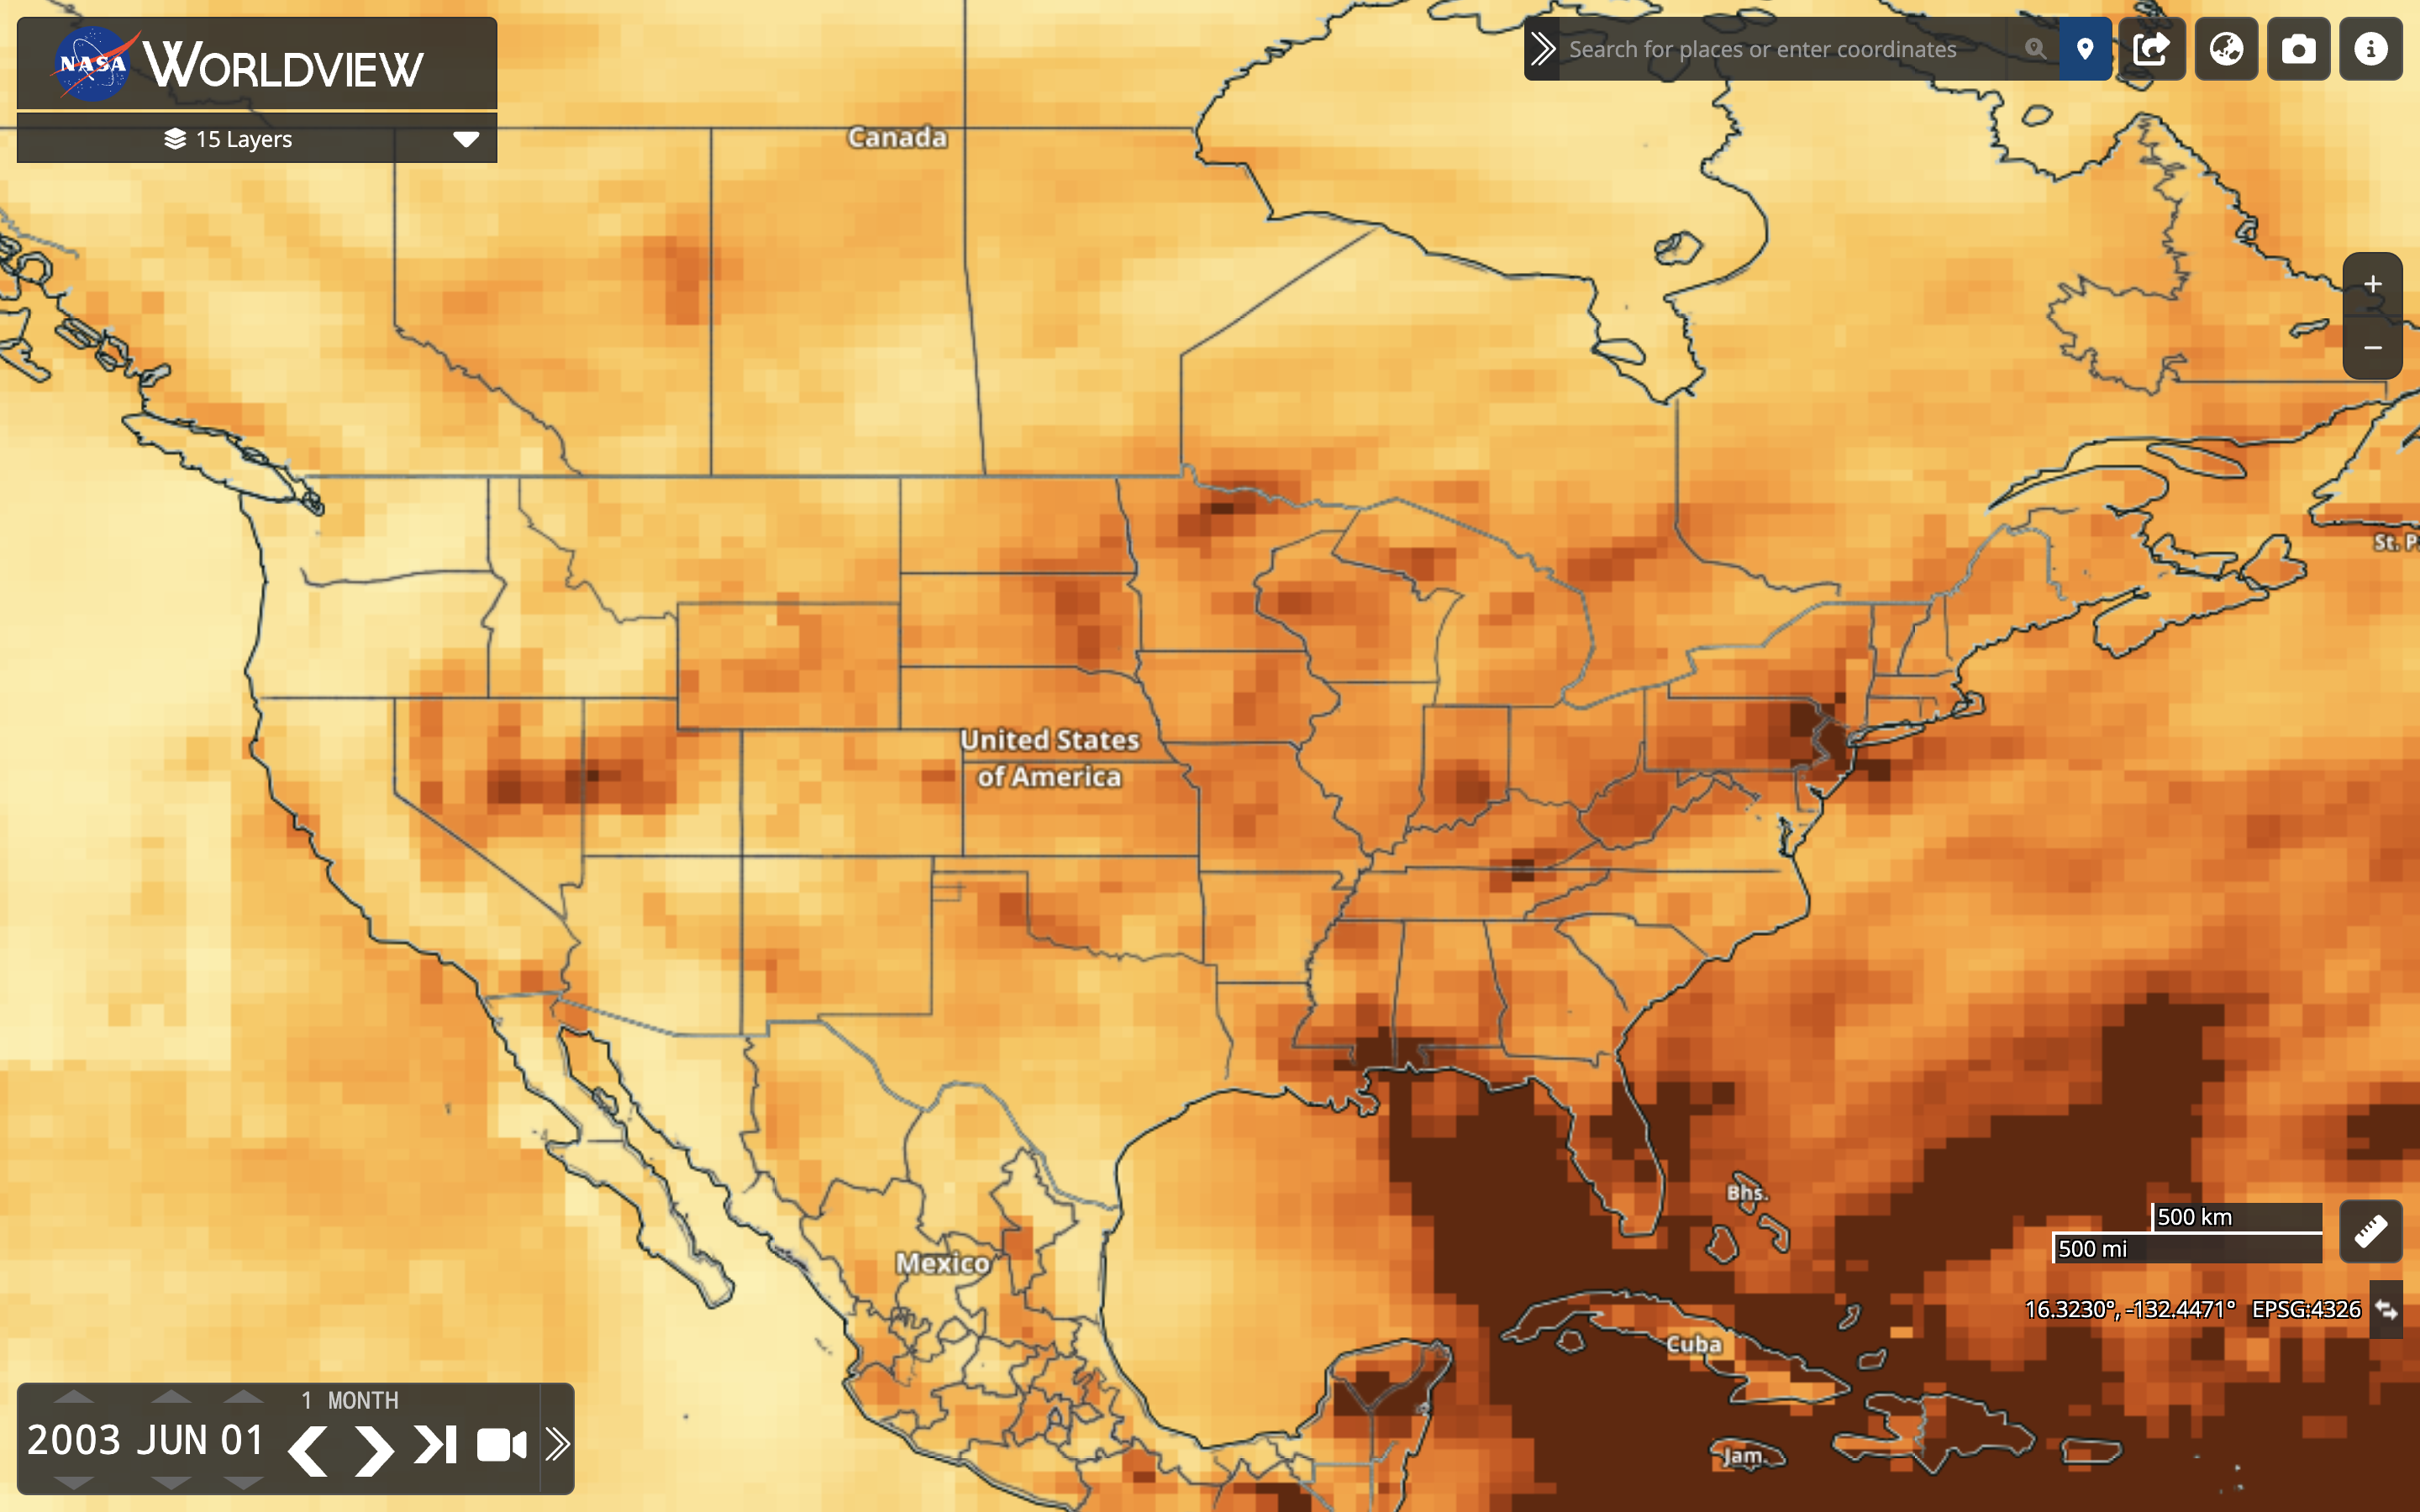 NASA WORLDVIEW
15 Layers
Search for places or enter coordinates
Canada
St. P.
United States
of America
Bhs.
500 km
500 mi
Mexico
16.3230°, -132.4471° EPSG:4326
Cuba
Jam.
1 MONTH
2003 JUN 01